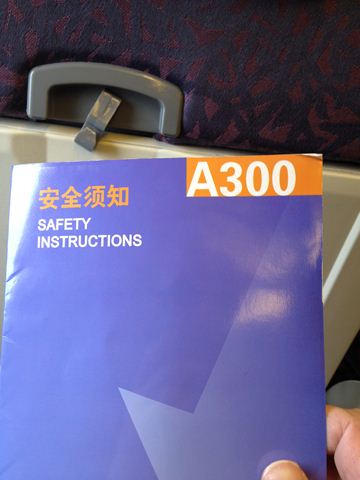 A300
安全须知
SAFETY
INSTRUCTIONS